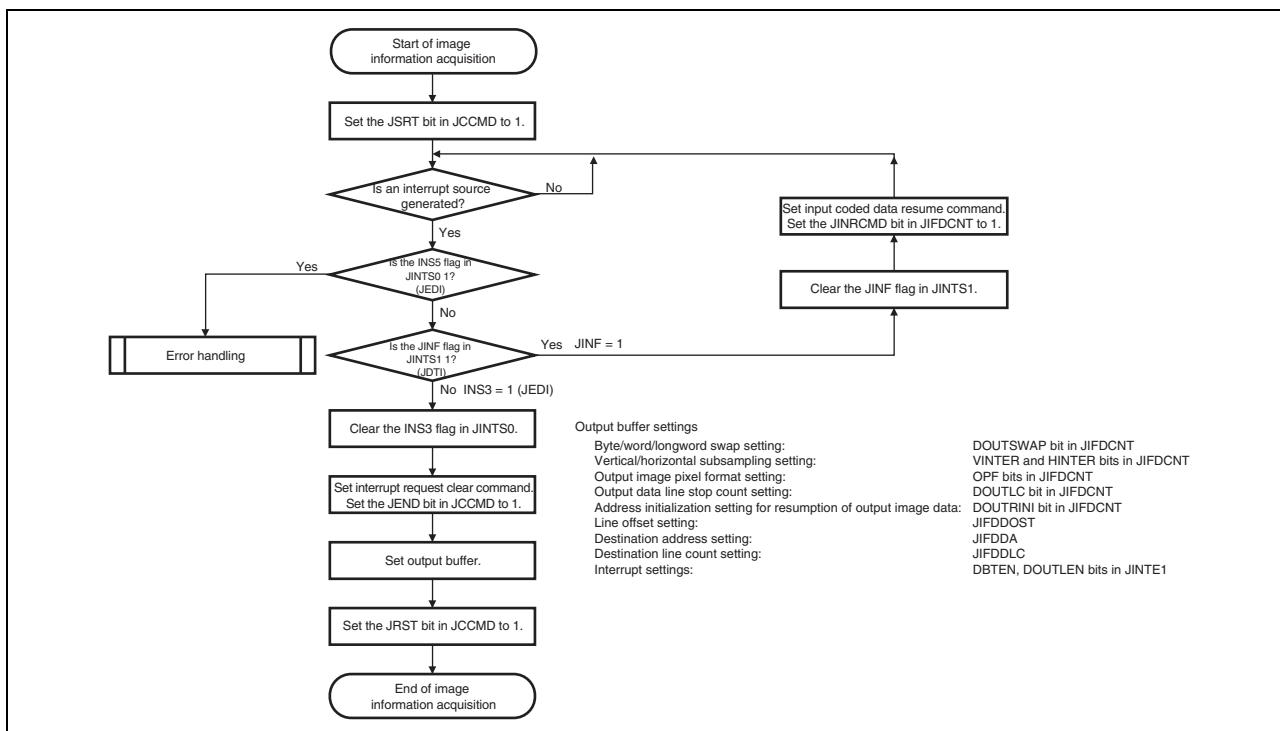 Start of image
information acquisition
Set the JSRT bit in JCCMD to 1.
Is an interrupt source
generated?
No
Yes
Set input coded data resume command.
Set the JINRCMD bit in JIFDCNT to 1.
Is the INS5 flag in
JINTS0 1?
(JEDI)
Yes
No
Clear the JINF flag in JINTS1.
Error handling
Is the JINF flag in
JINTS1 1?
(JDTI)
Yes JINF = 1
No INS3 = 1 (JEDI)
Clear the INS3 flag in JINTS0.
Set interrupt request clear command.
Set the JEND bit in JCCMD to 1.
Set output buffer.
Set the JRST bit in JCCMD to 1.
End of image
information acquisition
Output buffer settings
Byte/word/longword swap setting: DOUTSWAP bit in JIFDCNT
Vertical/horizontal subsampling setting: VINTER and HINTER bits in JIFDCNT
Output image pixel format setting: OPF bits in JIFDCNT
Output data line stop count setting: DOUTLC bit in JIFDCNT
Address initialization setting for resumption of output image data: DOUTRINI bit in JIFDCNT
Line offset setting: JIFDDOST
Destination address setting: JIFDDA
Destination line count setting: JIFDDLC
Interrupt settings: DBTEN, DOUTLEN bits in JINTE1